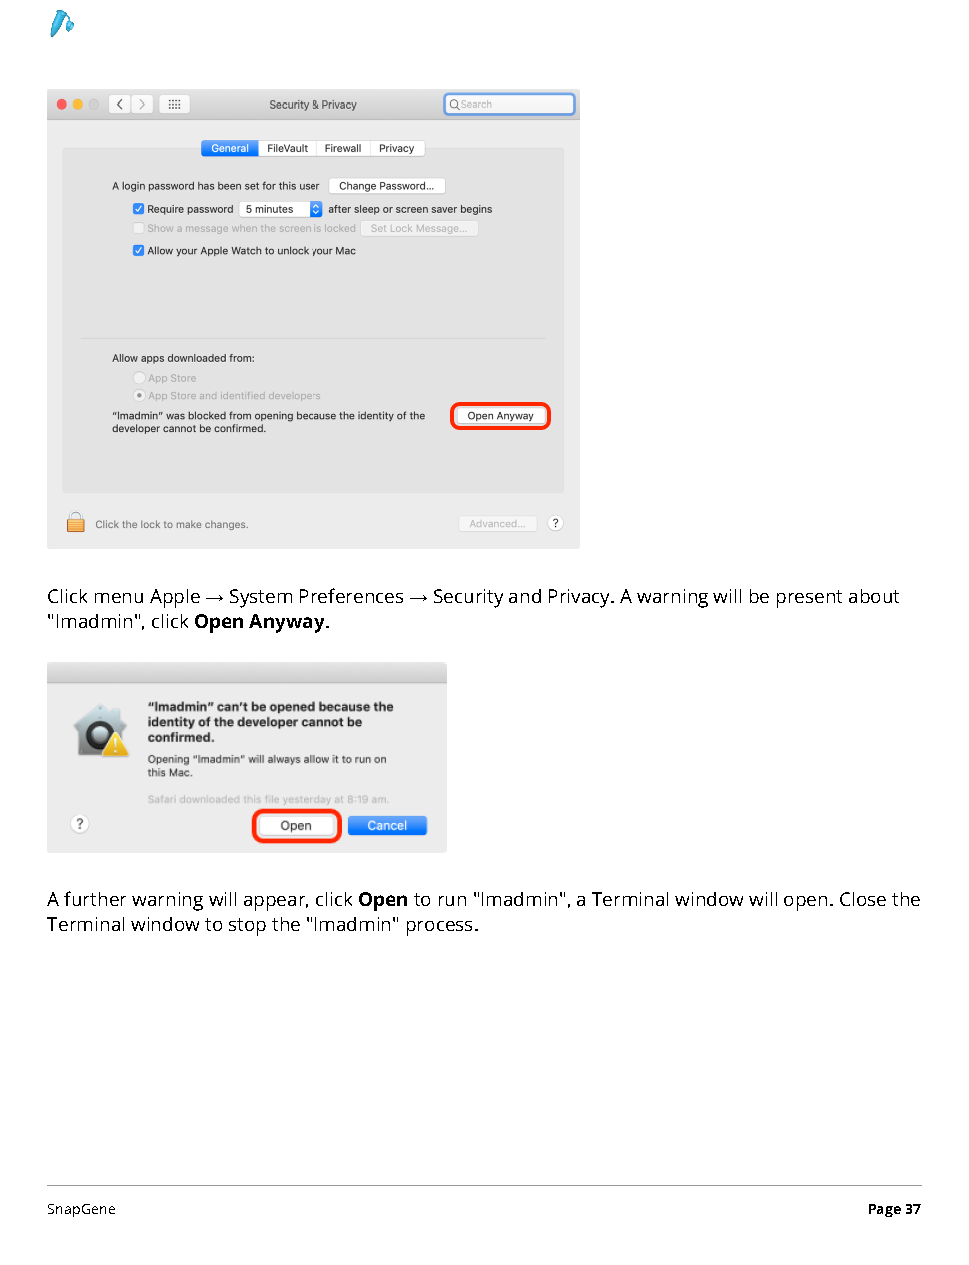 Security & Privacy
Search
General FileVault Firewall Privacy
A login password has been set for this user Change Password...
Require password 5 minutes after sleep or screen saver begins
Show a message when the screen is locked Set Lock Message...
Allow your Apple Watch to unlock your Mac
Allow apps downloaded from:
App Store
App Store and identified developers
“lmadmin” was blocked from opening because the identity of the Open Anyway
developer cannot be confirmed.
Click the lock to make changes. Advanced... ?
Click menu Apple → System Preferences → Security and Privacy. A warning will be present about
"lmadmin", click Open Anyway.
“lmadmin” can’t be opened because the
identity of the developer cannot be
confirmed.
Opening “lmadmin” will always allow it to run on
this Mac.
Safari downloaded this file yesterday at 8:19 am.
? Open Cancel
A further warning will appear, click Open to run "lmadmin", a Terminal window will open. Close the
Terminal window to stop the "lmadmin" process.
SnapGene Page 37